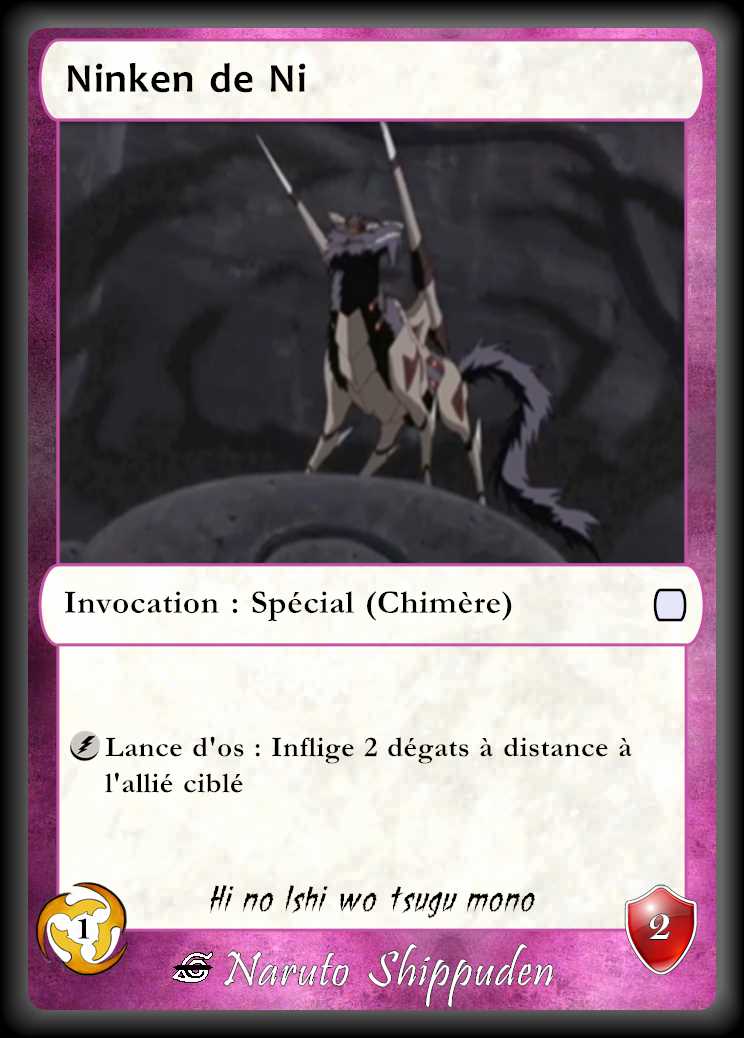 Ninken de Ni
Invocation : Spécial (Chimère)
Lance d'os : Inflige 2 dégats à distance à
l'allié ciblé
Hi no Ishi wo tsugu mono
1
2
Naruto Shippuden